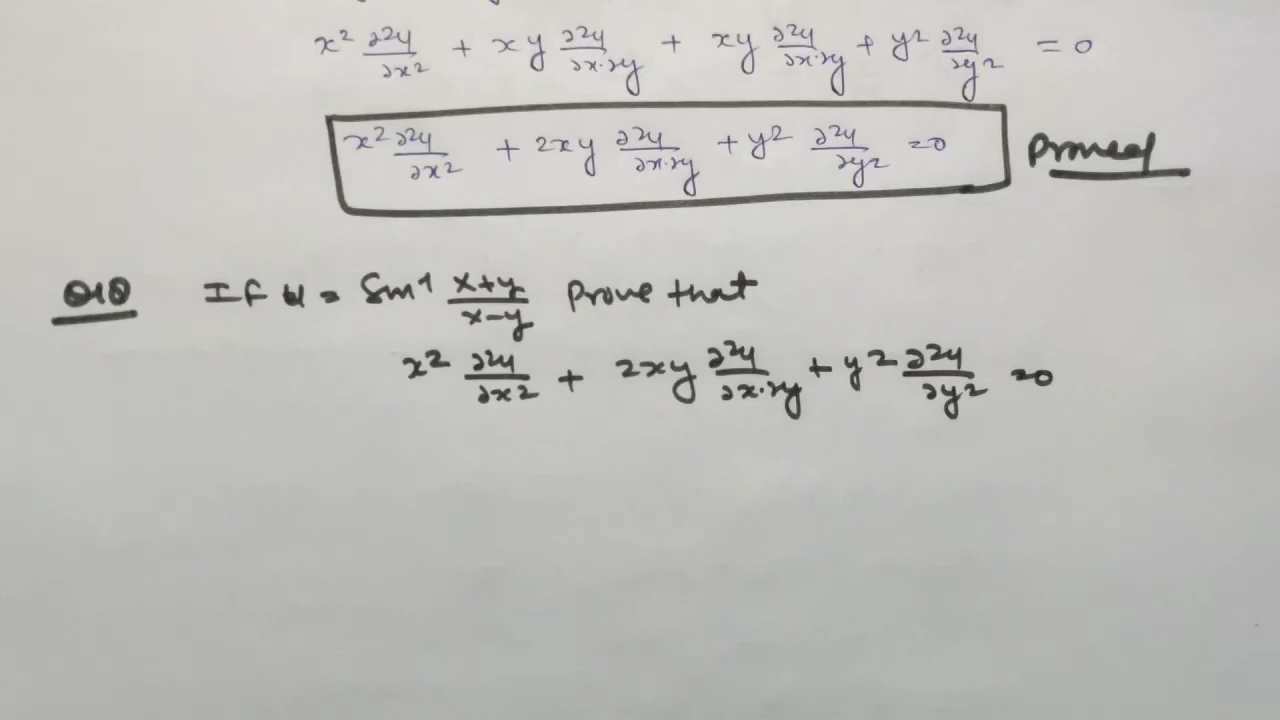 x² ∂²u/∂x² + xy ∂²u/∂x·∂y + xy ∂²u/∂x·∂y + y² ∂²u/∂y² = 0
x² ∂²u/∂x² + 2xy ∂²u/∂x·∂y + y² ∂²u/∂y² = 0 Proved
If u = Sin⁻¹ x+y/x-y Prove that
x² ∂²u/∂x² + 2xy ∂²u/∂x·∂y + y² ∂²u/∂y² = 0